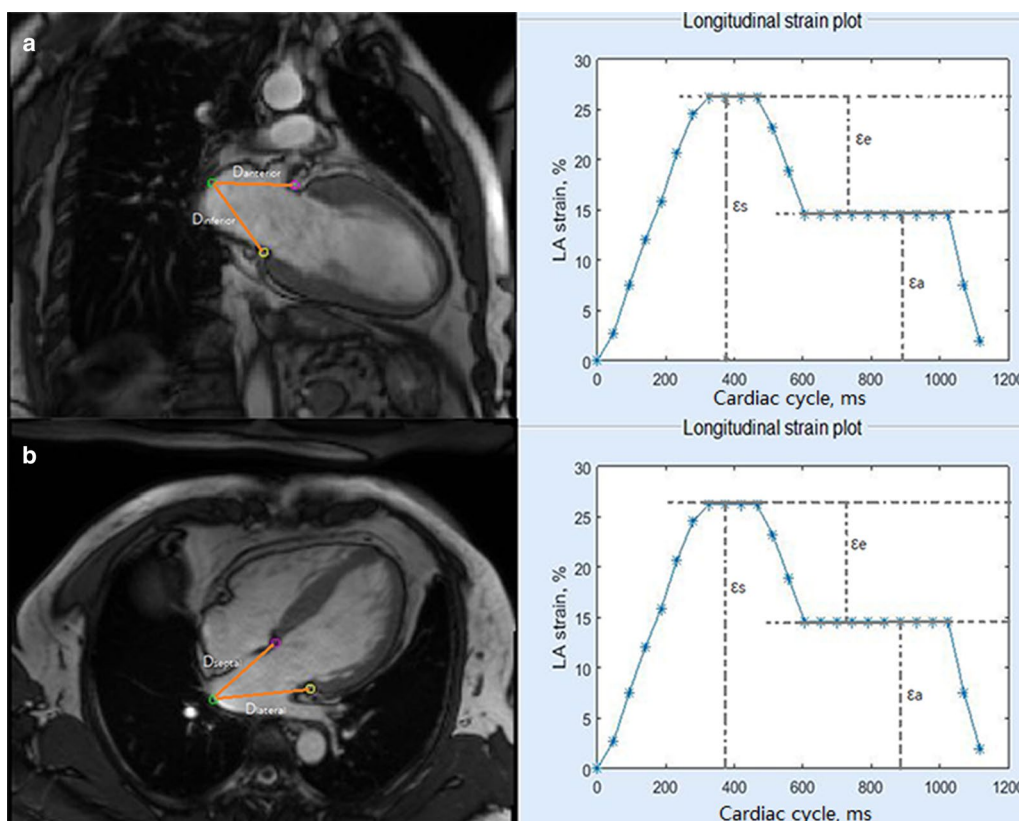 a
Danterior
Dinferior
Longitudinal strain plot
LA strain, %
30
25
20
15
10
5
0
εe
εs
εa
0 200 400 600 800 1000 1200
Cardiac cycle, ms
b
Dseptal
Dlateral
Longitudinal strain plot
LA strain, %
30
25
20
15
10
5
0
εe
εs
εa
0 200 400 600 800 1000 1200
Cardiac cycle, ms